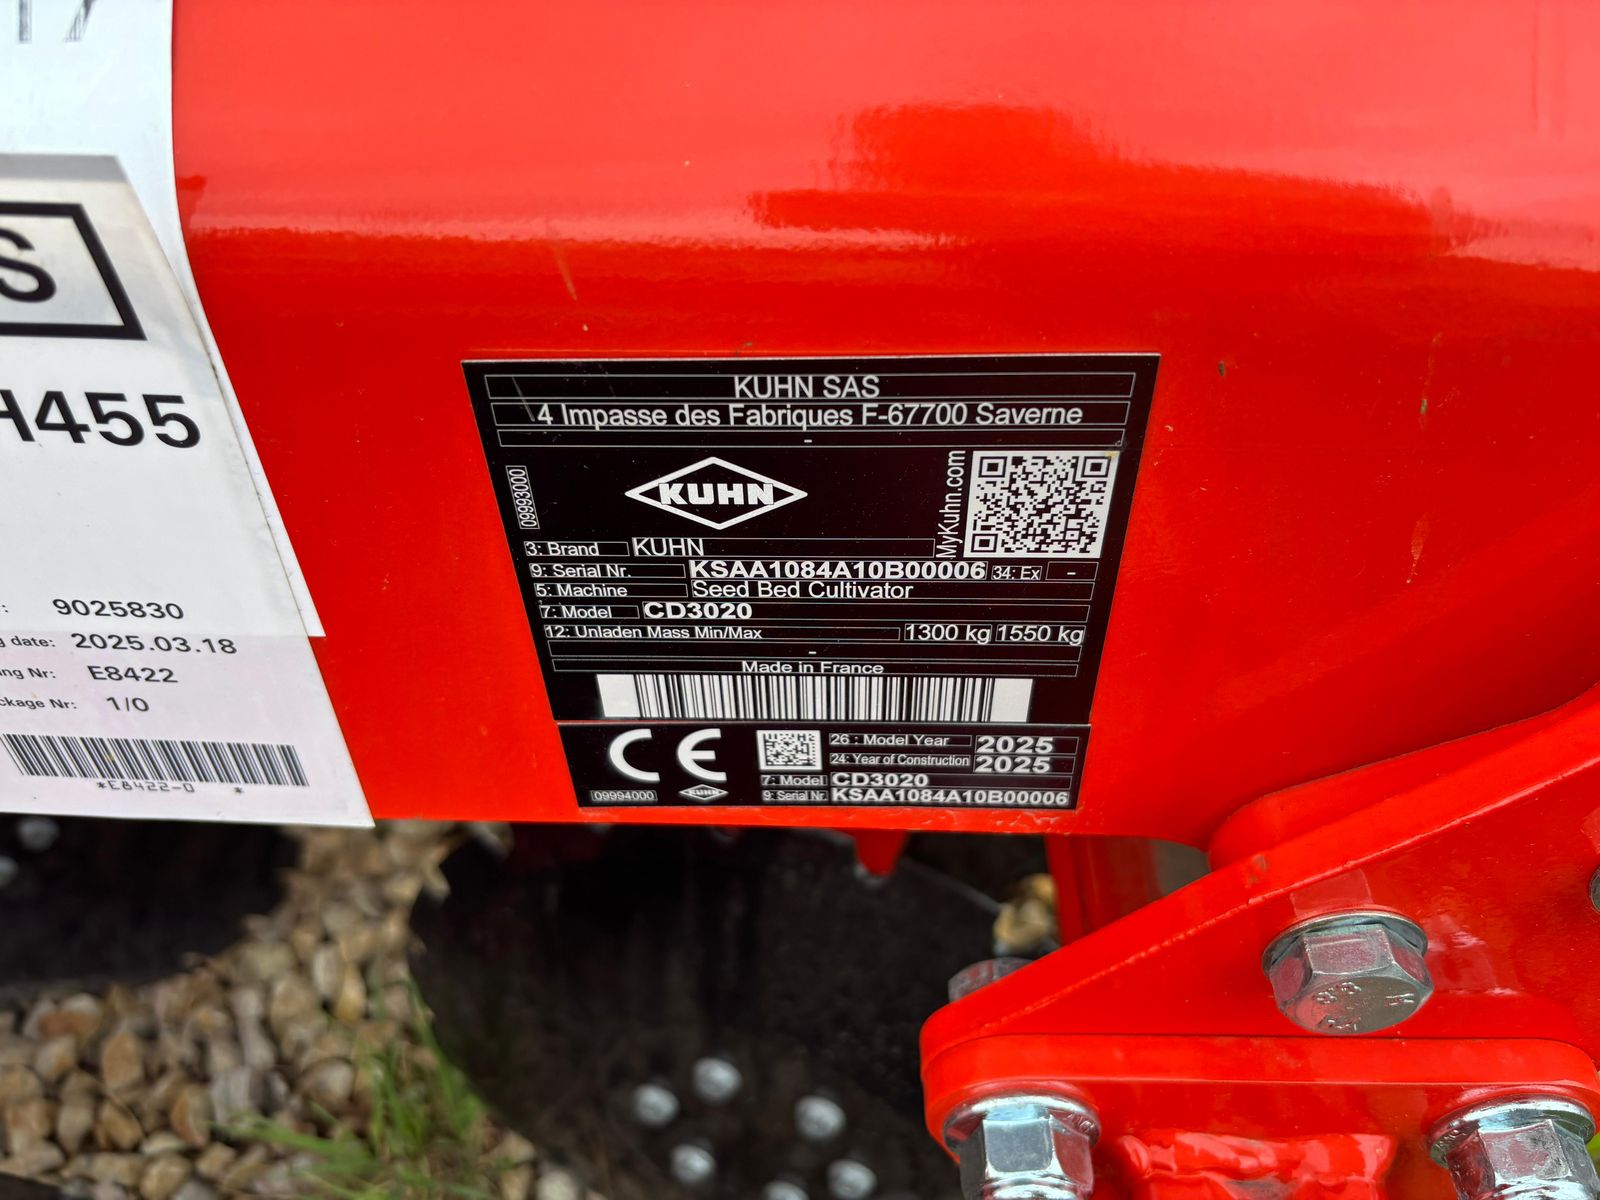 17
S
H455
9025830
g date: 2025.03.18
ng Nr: E8422
ckage Nr: 1/0
*E8422-0 *
KUHN SAS
4 Impasse des Fabriques F-67700 Saverne
-
09993000
KUHN
MyKuhn.com
3: Brand KUHN
9: Serial Nr. KSAA1084A10B00006 34: Ex -
5: Machine Seed Bed Cultivator
7: Model CD3020
12: Unladen Mass Min/Max 1300 kg 1550 kg
-
Made in France
CE
26 : Model Year 2025
24: Year of Construction 2025
7: Model CD3020
09994000 KUHN 9: Serial Nr. KSAA1084A10B00006
8.8